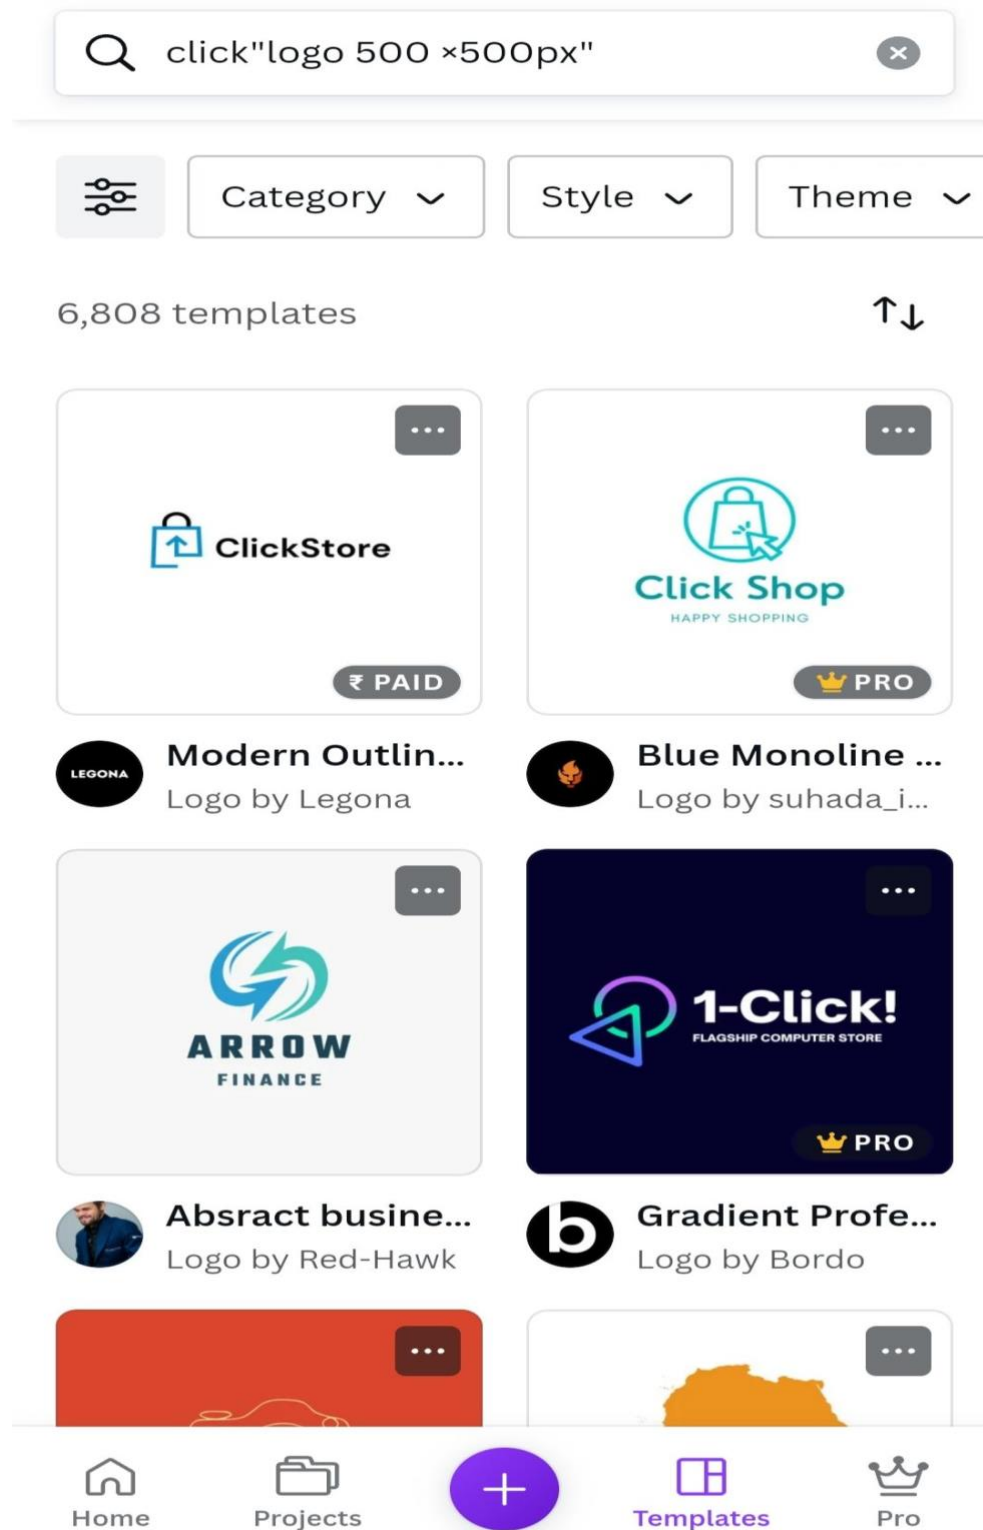 click"logo 500 ×500px"
Category
Style
Theme
6,808 templates
ClickStore
₹ PAID
Click Shop
HAPPY SHOPPING
PRO
LEGONA
Modern Outlin...
Logo by Legona
Blue Monoline ...
Logo by suhada_i...
ARROW
FINANCE
1-Click!
FLAGSHIP COMPUTER STORE
PRO
Absract busine...
Logo by Red-Hawk
b
Gradient Profe...
Logo by Bordo
Home
Projects
Templates
Pro